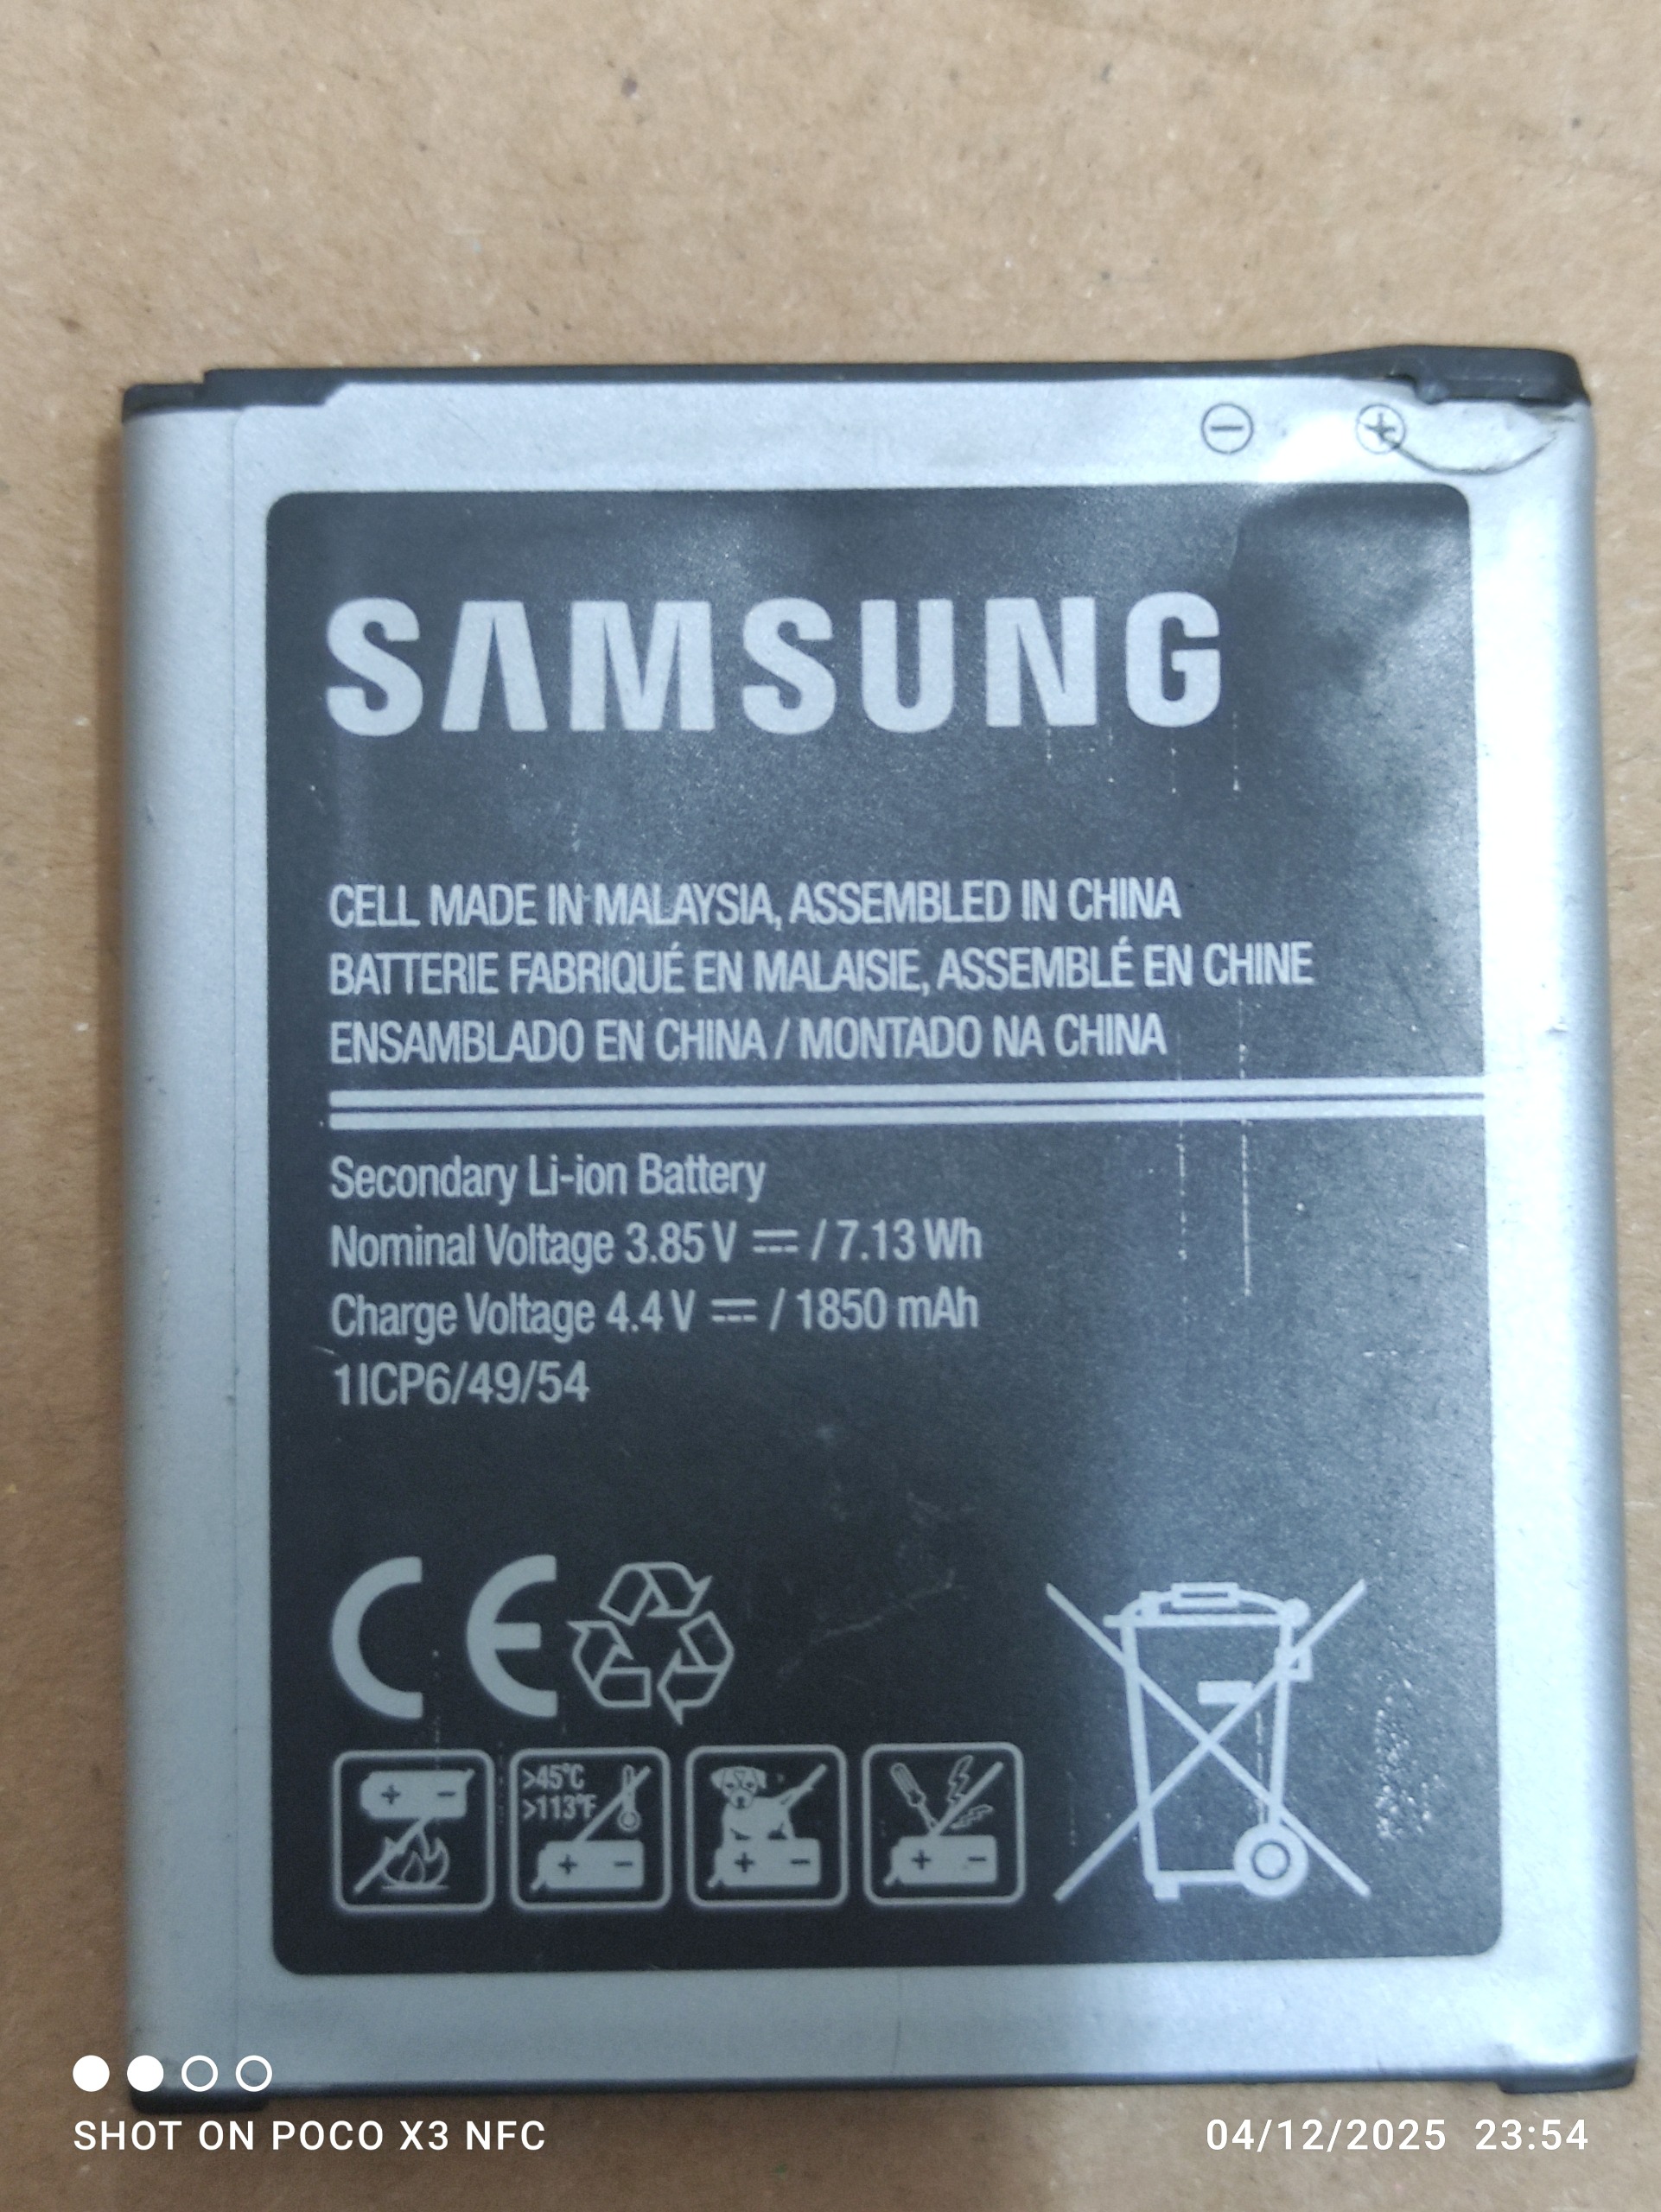 SAMSUNG
CELL MADE IN MALAYSIA, ASSEMBLED IN CHINA
BATTERIE FABRIQUÉ EN MALAISIE, ASSEMBLÉ EN CHINE
ENSAMBLADO EN CHINA / MONTADO NA CHINA
Secondary Li-ion Battery
Nominal Voltage 3.85 V ⎓ / 7.13 Wh
Charge Voltage 4.4 V ⎓ / 1850 mAh
1ICP6/49/54
CE
>45°C
>113°F
SHOT ON POCO X3 NFC
04/12/2025 23:54